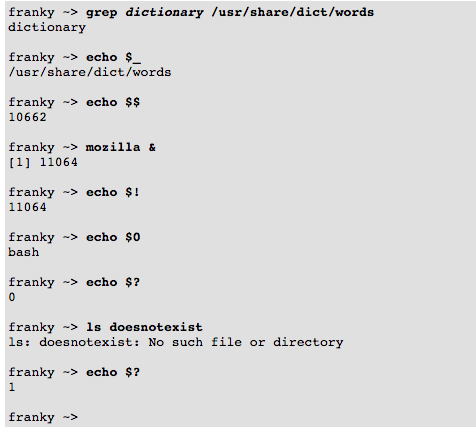 franky ~> grep dictionary /usr/share/dict/words
dictionary
franky ~> echo $_
/usr/share/dict/words
franky ~> echo $$
10662
franky ~> mozilla &
[1] 11064
franky ~> echo $!
11064
franky ~> echo $0
bash
franky ~> echo $?
0
franky ~> ls doesnotexist
ls: doesnotexist: No such file or directory
franky ~> echo $?
1
franky ~>